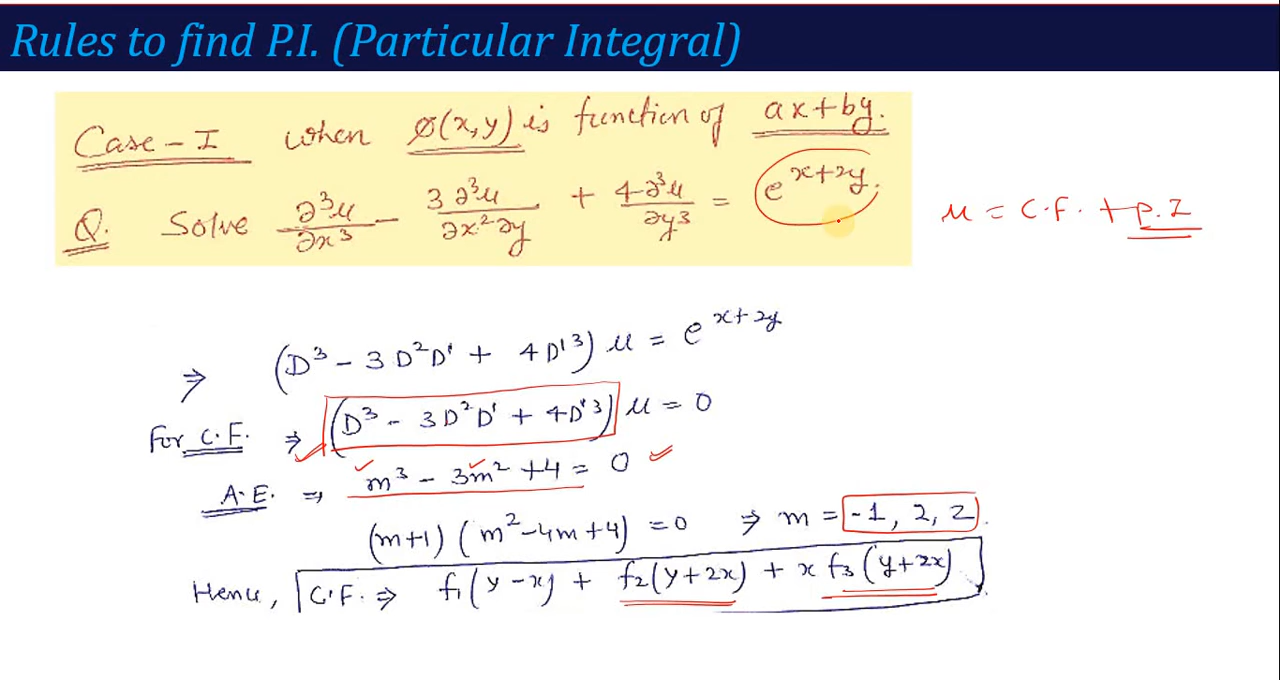 Rules to find P.I. (Particular Integral)
Case-I when ø(x,y) is function of ax+by.
Q. Solve ∂³u/∂x³ - 3∂³u/∂x²∂y + 4∂³u/∂y³ = e^(x+2y).
u = C.F. + P.I
⇒ (D³ - 3D²D' + 4D'³) u = e^(x+2y)
For C.F. ⇒ (D³ - 3D²D' + 4D'³) u = 0
A.E. ⇒ m³ - 3m² + 4 = 0
(m+1) (m²-4m+4) = 0 ⇒ m = -1, 2, 2.
Hence, C.F. ⇒ f₁(y-x) + f₂(y+2x) + x f₃(y+2x)